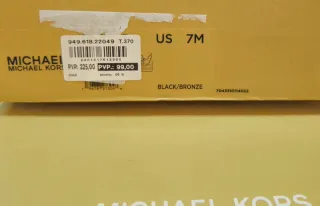 043.618.22049 T.370
US 7M
MICHAEL
MICHAEL KORS
PVP. 225,00 PVP.: 99,00
BLACK/BRONZE
MICHAEL KORS